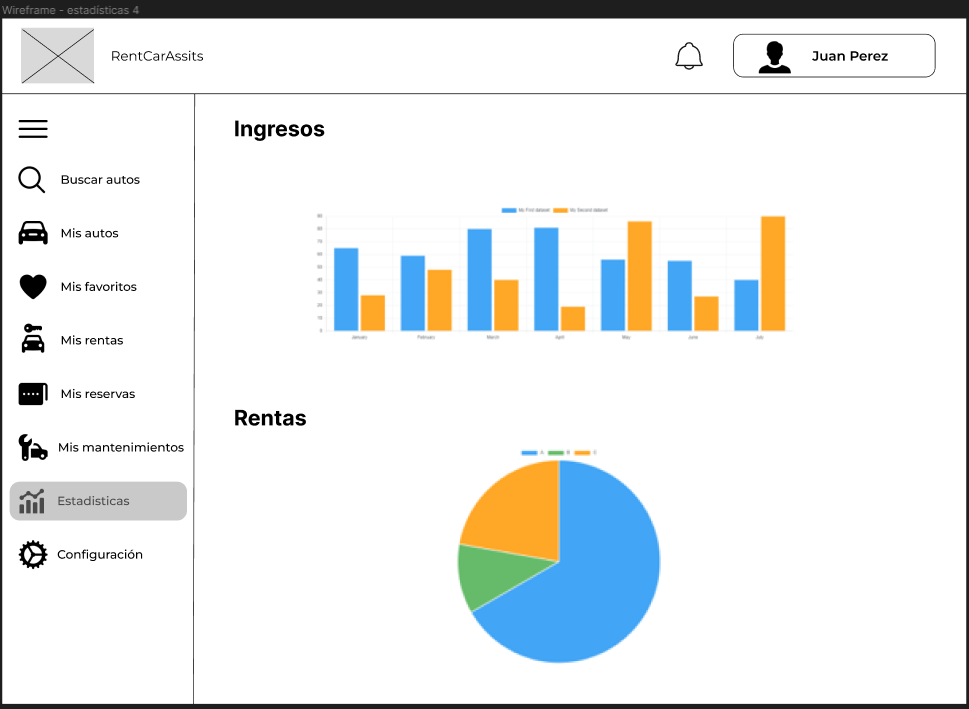 Wireframe - estadísticas 4
RentCarAssits
Juan Perez
Buscar autos
Mis autos
Mis favoritos
Mis rentas
Mis reservas
Mis mantenimientos
Estadisticas
Configuración
Ingresos
My First dataset My Second dataset
90
80
70
60
50
40
30
20
10
0
January February March April May June July
Rentas
A B C